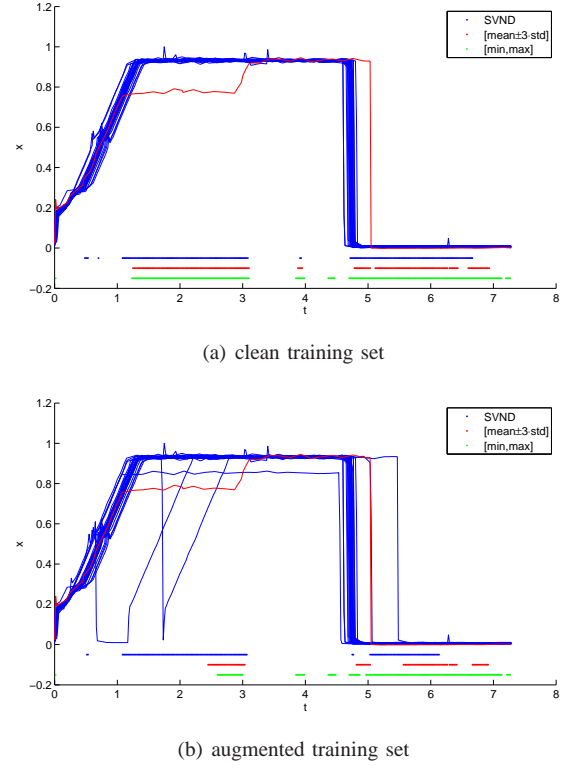 1.2
1
0.8
0.6
0.4
0.2
0
−0.2
x
SVND
[mean±3·std]
[min,max]
0 1 2 3 4 5 6 7 8
t
(a) clean training set
1.2
1
0.8
0.6
0.4
0.2
0
−0.2
x
SVND
[mean±3·std]
[min,max]
0 1 2 3 4 5 6 7 8
t
(b) augmented training set